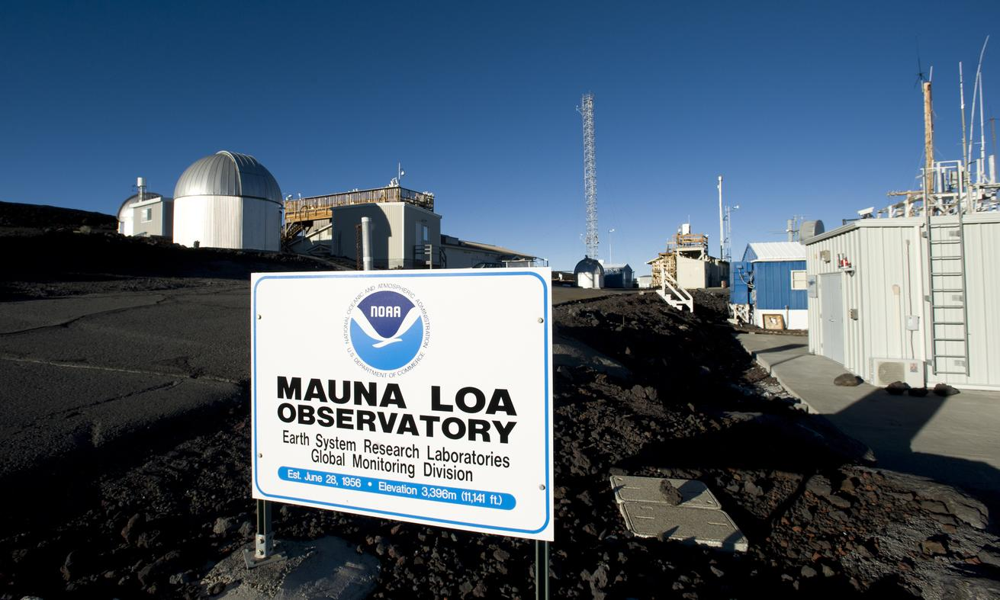 NATIONAL OCEANIC AND ATMOSPHERIC ADMINISTRATION
NOAA
U.S. DEPARTMENT OF COMMERCE
MAUNA LOA
OBSERVATORY
Earth System Research Laboratories
Global Monitoring Division
Est. June 28, 1956 • Elevation 3,396m (11,141 ft.)